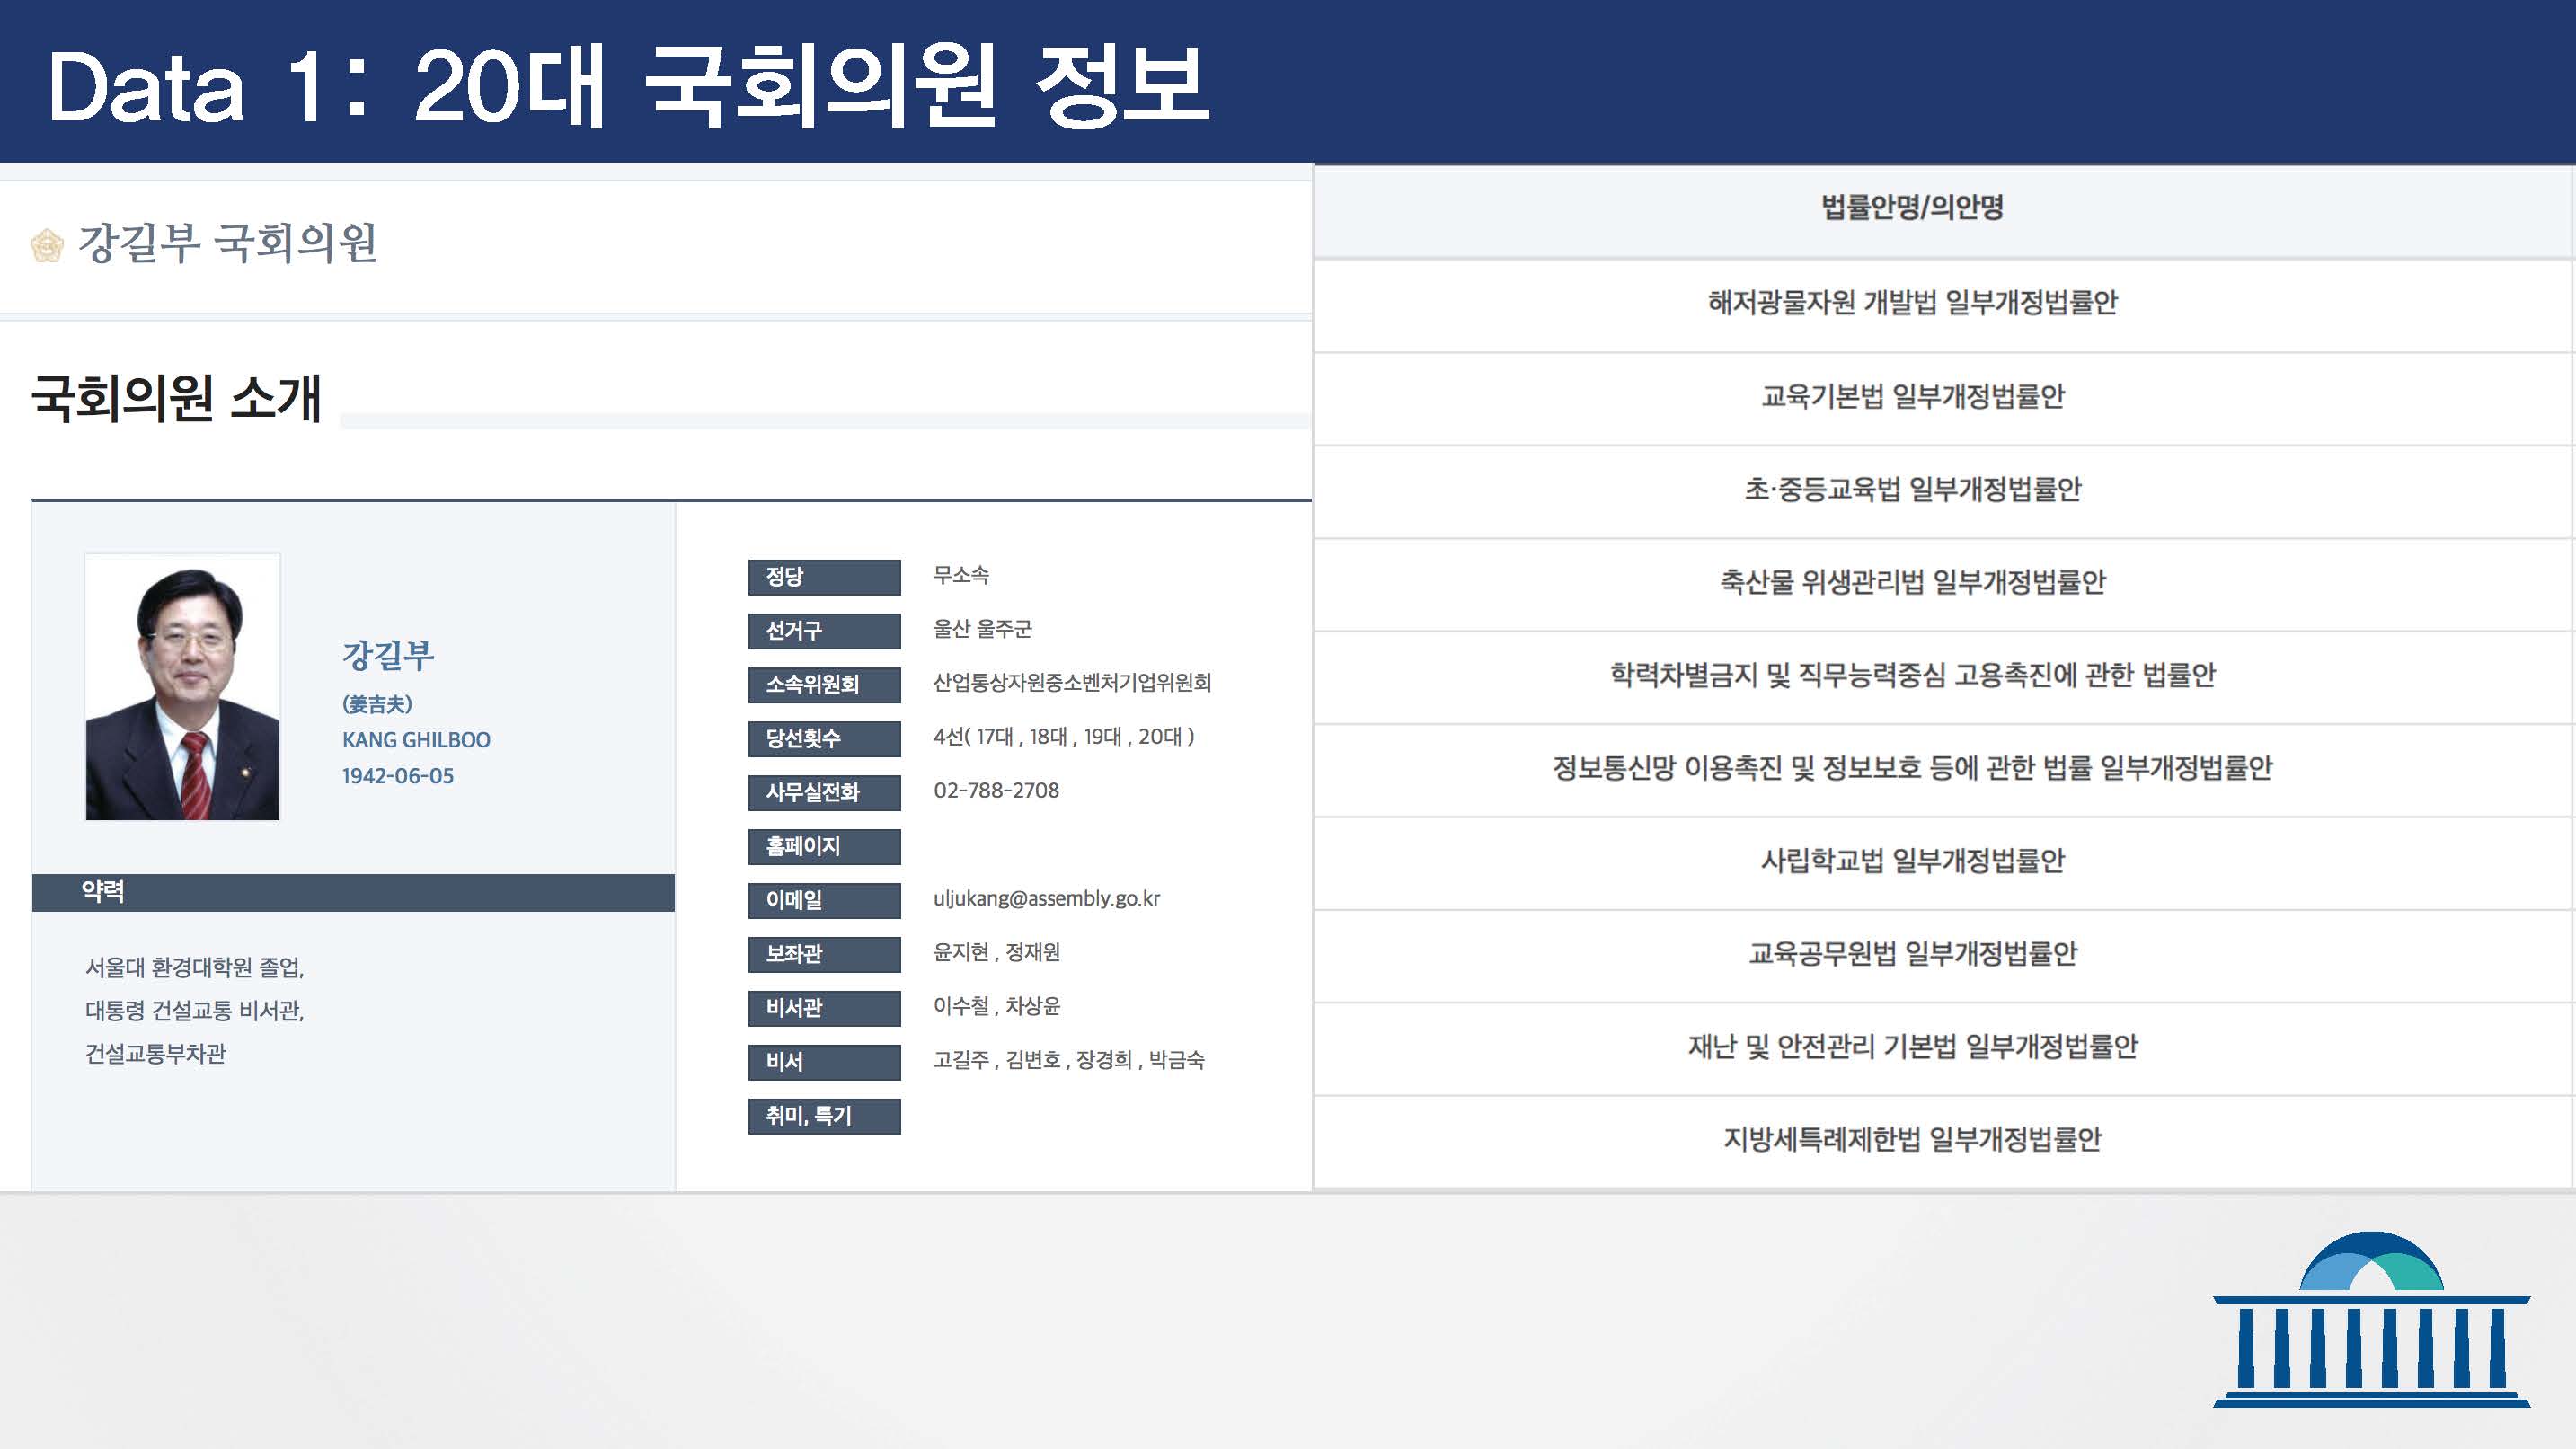 Data 1: 20대 국회의원 정보
강길부 국회의원
국회의원 소개
강길부
(姜吉夫)
KANG GHILBOO
1942-06-05
약력
서울대 환경대학원 졸업,
대통령 건설교통 비서관,
건설교통부차관
정당 무소속
선거구 울산 울주군
소속위원회 산업통상자원중소벤처기업위원회
당선횟수 4선( 17대 , 18대 , 19대 , 20대 )
사무실전화 02-788-2708
홈페이지
이메일 uljukang@assembly.go.kr
보좌관 윤지현 , 정재원
비서관 이수철 , 차상윤
비서 고길주 , 김변호 , 장경희 , 박금숙
취미, 특기
법률안명/의안명
해저광물자원 개발법 일부개정법률안
교육기본법 일부개정법률안
초·중등교육법 일부개정법률안
축산물 위생관리법 일부개정법률안
학력차별금지 및 직무능력중심 고용촉진에 관한 법률안
정보통신망 이용촉진 및 정보보호 등에 관한 법률 일부개정법률안
사립학교법 일부개정법률안
교육공무원법 일부개정법률안
재난 및 안전관리 기본법 일부개정법률안
지방세특례제한법 일부개정법률안